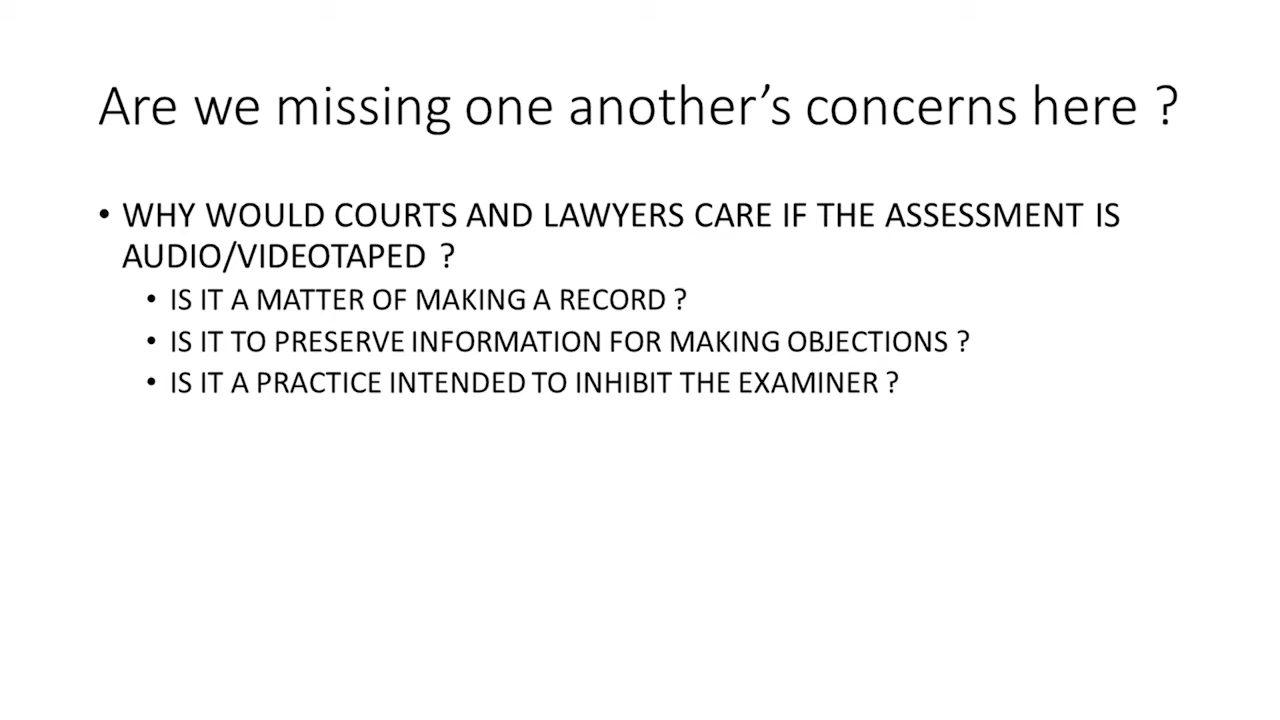 Are we missing one another’s concerns here ?
• WHY WOULD COURTS AND LAWYERS CARE IF THE ASSESSMENT IS
AUDIO/VIDEOTAPED ?
• IS IT A MATTER OF MAKING A RECORD ?
• IS IT TO PRESERVE INFORMATION FOR MAKING OBJECTIONS ?
• IS IT A PRACTICE INTENDED TO INHIBIT THE EXAMINER ?